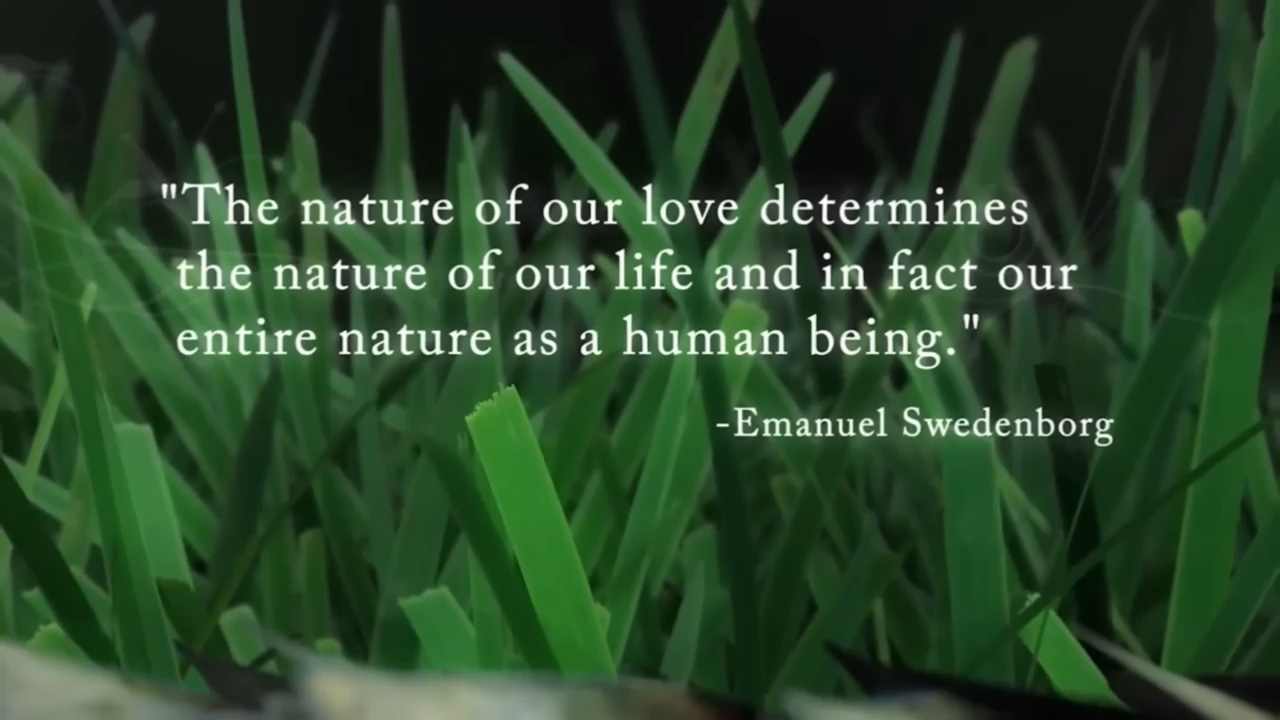 "The nature of our love determines
the nature of our life and in fact our
entire nature as a human being."
-Emanuel Swedenborg